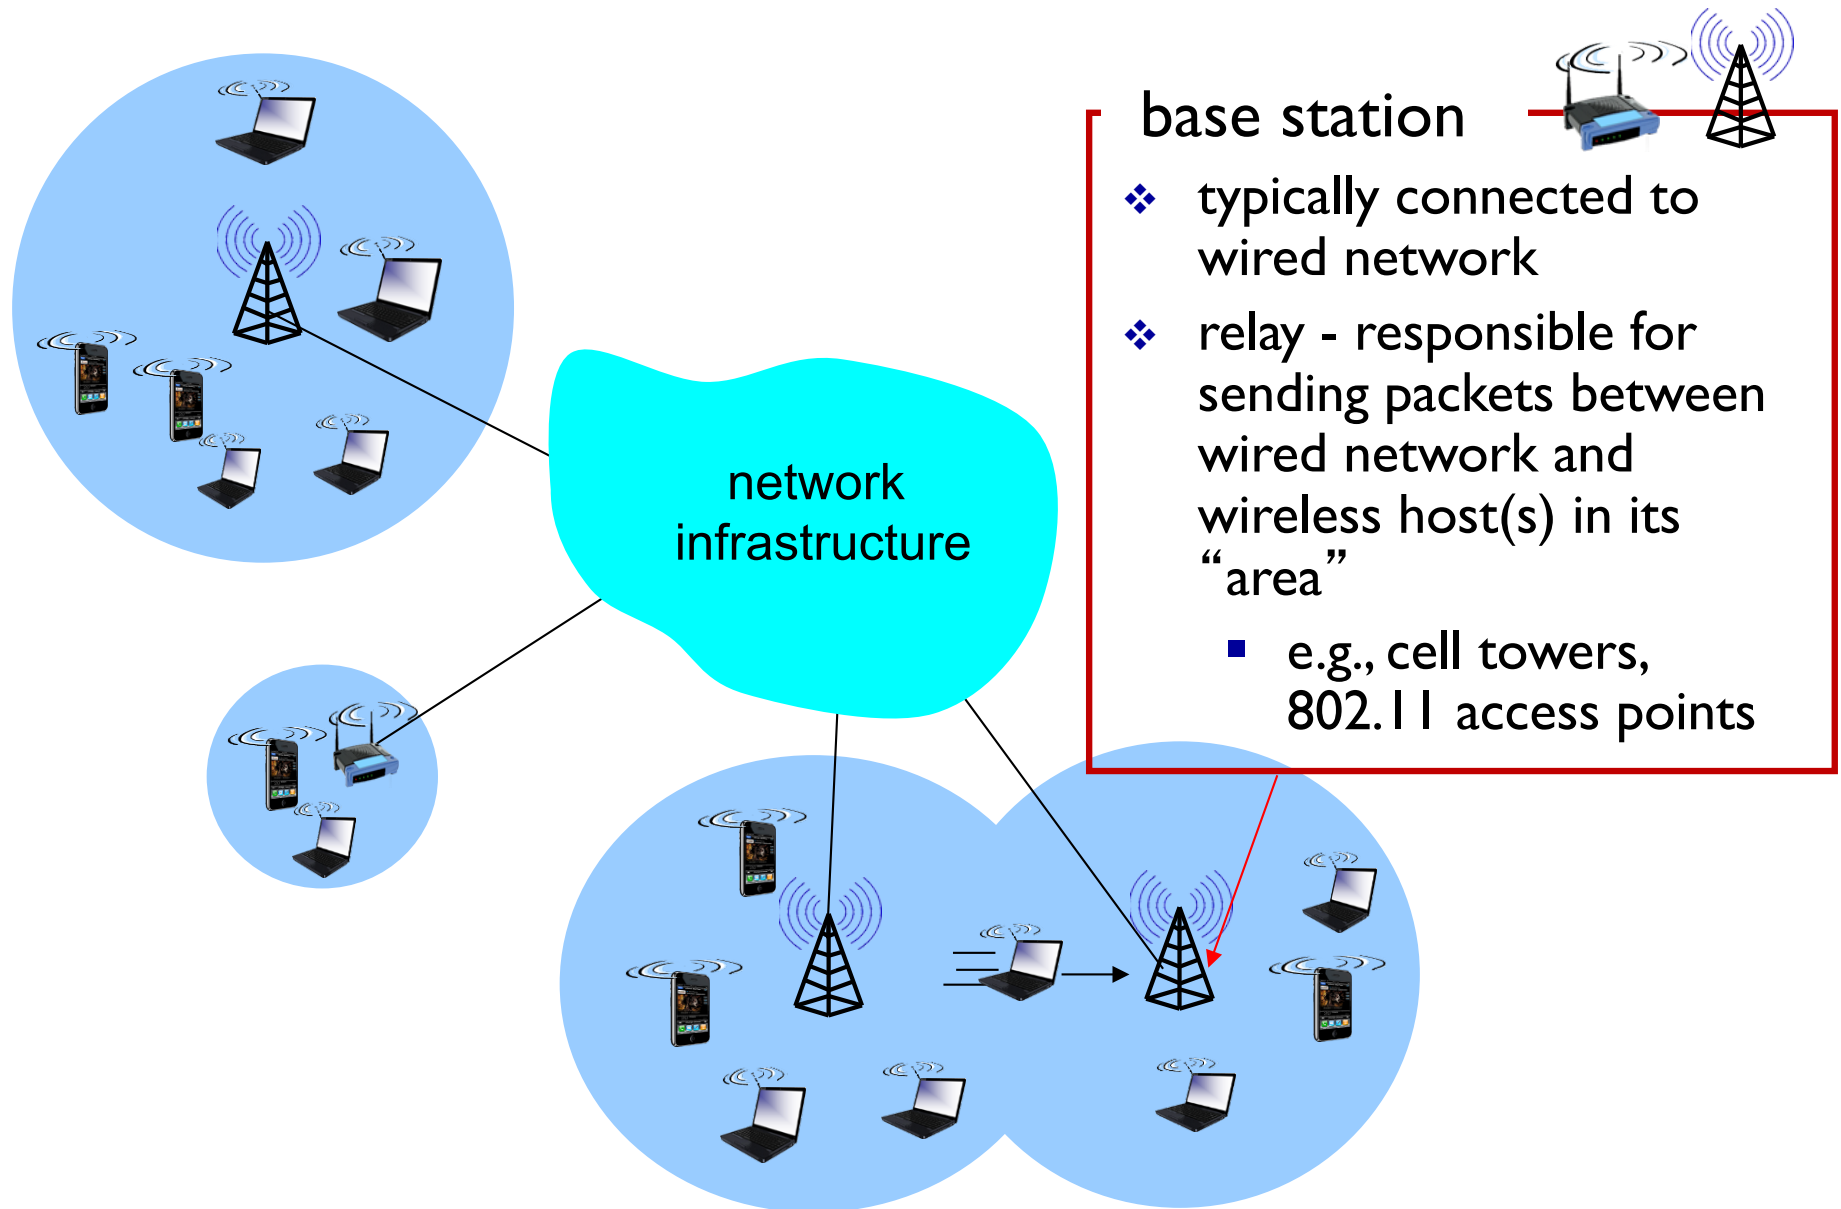 base station
typically connected to
wired network
relay - responsible for
sending packets between
wired network and
wireless host(s) in its
“area”
e.g., cell towers,
802.11 access points
network
infrastructure